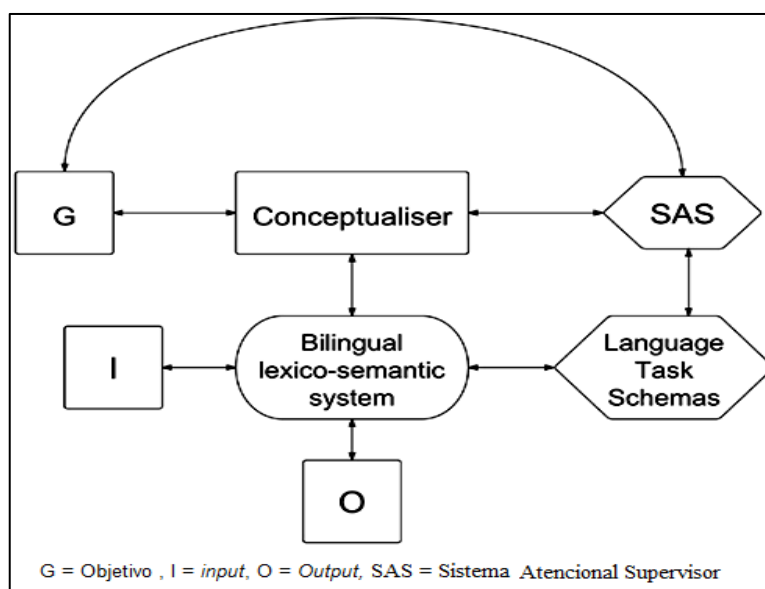 G
Conceptualiser
SAS
I
Bilingual
lexico-semantic
system
Language
Task
Schemas
O
G = Objetivo , I = input, O = Output, SAS = Sistema Atencional Supervisor